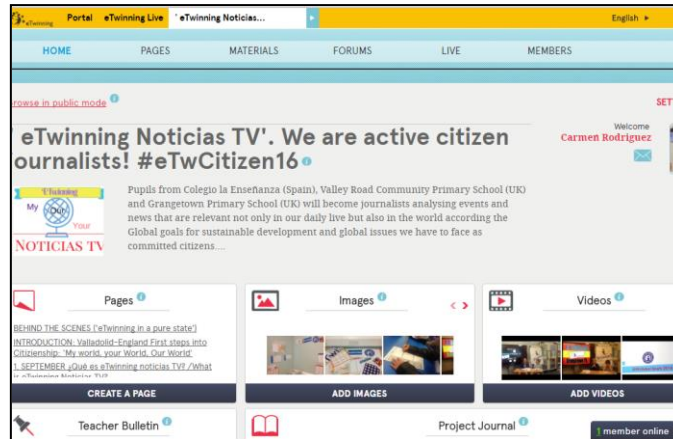 eTwinning Portal eTwinning Live ' eTwinning Noticias... English
HOME PAGES MATERIALS FORUMS LIVE MEMBERS
rowse in public mode SET
Welcome
Carmen Rodriguez
' eTwinning Noticias TV'. We are active citizen
ournalists! #eTwCitizen16
My Our Your
NOTICIAS TV
Pupils from Colegio la Enseñanza (Spain), Valley Road Community Primary School (UK)
and Grangetown Primary School (UK) will become journalists analysing events and
news that are relevant not only in our daily live but also in the world according the
Global goals for sustainable development and global issues we have to face as
committed citizens....
Pages
BEHIND THE SCENES ['eTwinning in a pure state']
INTRODUCTION: Valladolid-England First steps into
Citizienship: 'My world, your World, Our World'
1. SEPTEMBER ¿Qué es eTwinning noticias TV? /What
is eTwinning Noticias TV?
CREATE A PAGE
Images
ADD IMAGES
Videos
ADD VIDEOS
Teacher Bulletin
Project Journal
1 member online